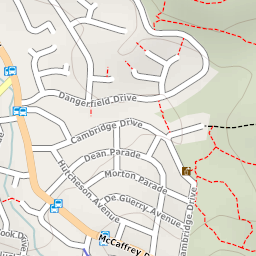 Dangerfield Drive
Cambridge Drive
Dean Parade
Morton Parade
Hutcheson Avenue
De Guerry Avenue
Cambridge Drive
McCaffrey